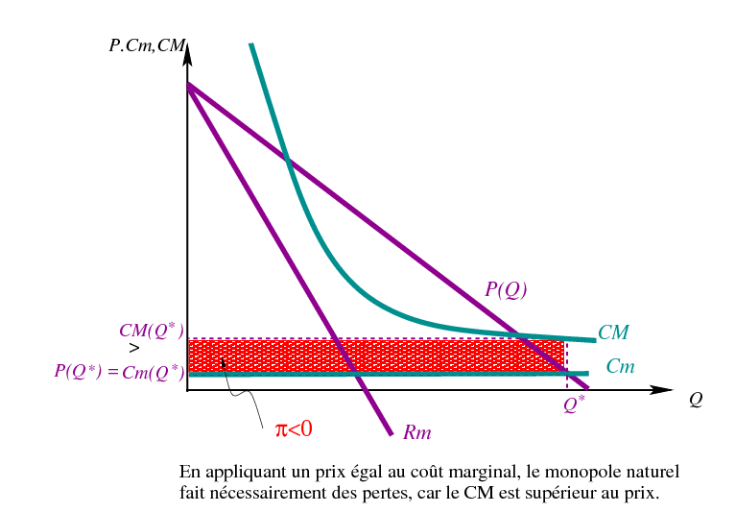 P.Cm,CM
P(Q)
CM(Q*)
>
CM
P(Q*) = Cm(Q*)
Cm
Q*
Q
π<0
Rm
En appliquant un prix égal au coût marginal, le monopole naturel
fait nécessairement des pertes, car le CM est supérieur au prix.